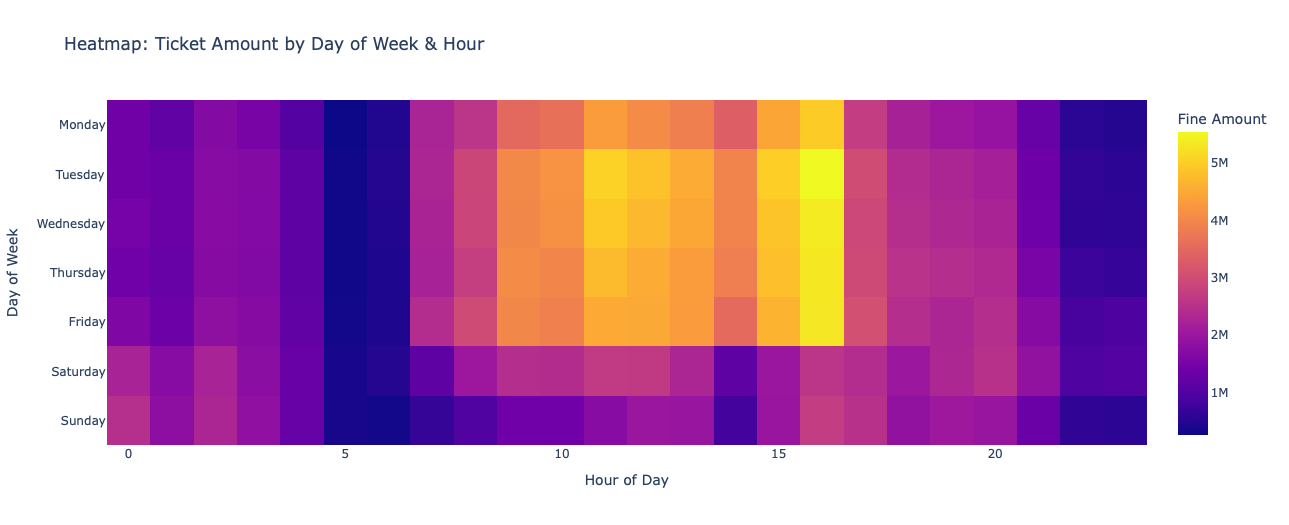 Heatmap: Ticket Amount by Day of Week & Hour
Fine Amount
Monday
Tuesday
Wednesday
Thursday
Friday
Saturday
Sunday
Day of Week
0 5 10 15 20
Hour of Day
5M
4M
3M
2M
1M